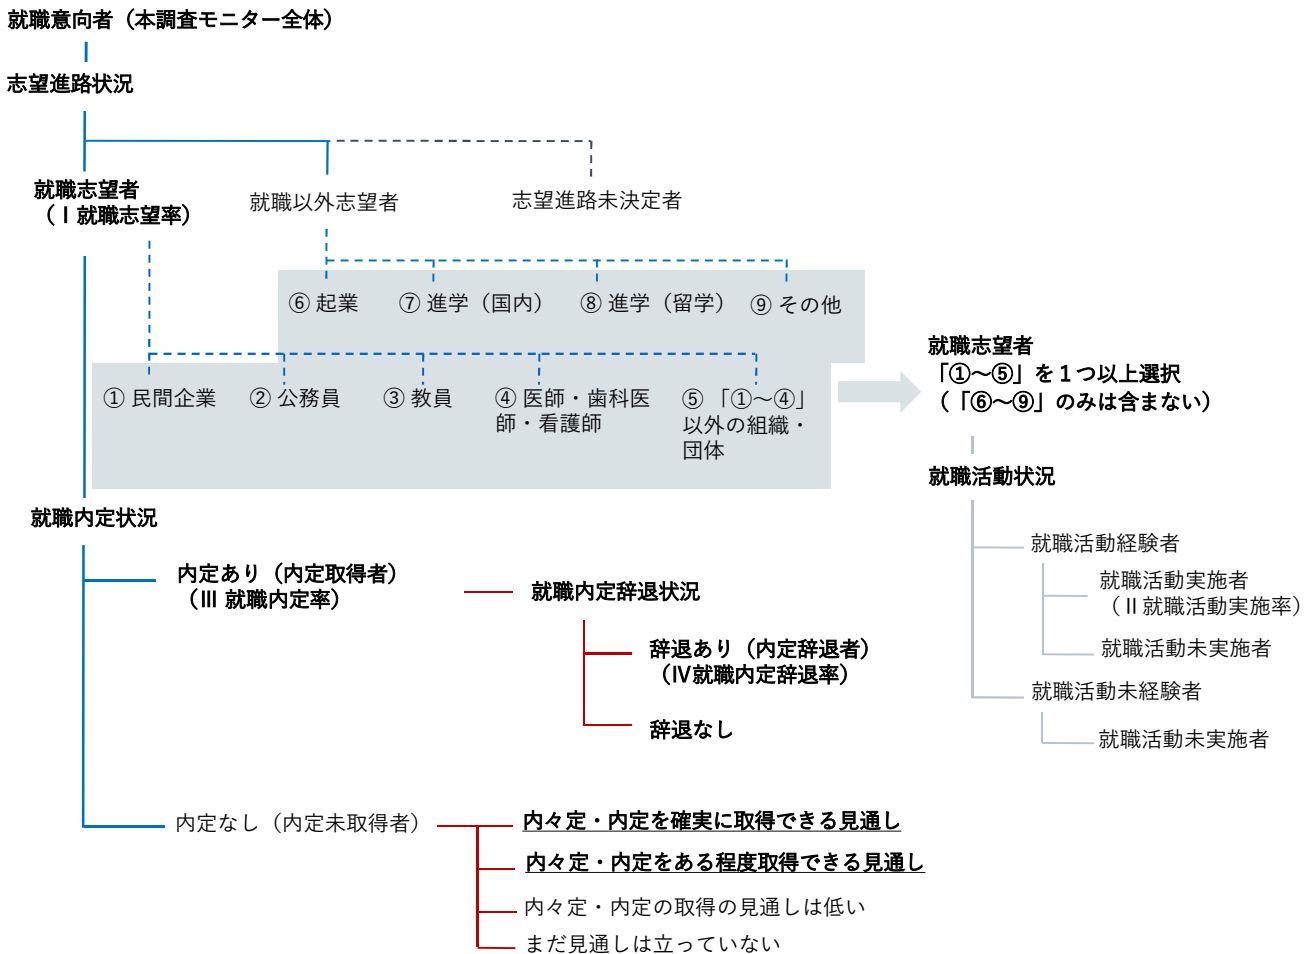 就職意向者（本調査モニター全体）
志望進路状況
就職志望者
（Ⅰ就職志望率）
就職以外志望者
志望進路未決定者
⑥ 起業
⑦ 進学（国内）
⑧ 進学（留学）
⑨ その他
① 民間企業
② 公務員
③ 教員
④ 医師・歯科医
師・看護師
⑤ 「①～④」
以外の組織・
団体
就職志望者
「①～⑤」を１つ以上選択
（「⑥～⑨」のみは含まない）
就職活動状況
就職活動経験者
就職活動実施者
（Ⅱ就職活動実施率）
就職活動未実施者
就職活動未経験者
就職活動未実施者
就職内定状況
内定あり（内定取得者）
（Ⅲ 就職内定率）
就職内定辞退状況
辞退あり（内定辞退者）
（Ⅳ就職内定辞退率）
辞退なし
内定なし（内定未取得者）
内々定・内定を確実に取得できる見通し
内々定・内定をある程度取得できる見通し
内々定・内定の取得の見通しは低い
まだ見通しは立っていない